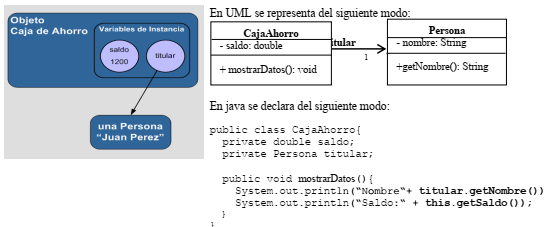 Objeto
Caja de Ahorro
Variables de Instancia
saldo
1200
titular
una Persona
“Juan Perez”
En UML se representa del siguiente modo:
CajaAhorro
- saldo: double
+ mostrarDatos(): void
titular
1
Persona
- nombre: String
+getNombre(): String
En java se declara del siguiente modo:
public class CajaAhorro{
private double saldo;
private Persona titular;
public void mostrarDatos(){
System.out.println(“Nombre“+ titular.getNombre())
System.out.println(“Saldo:“ + this.getSaldo());
}
}